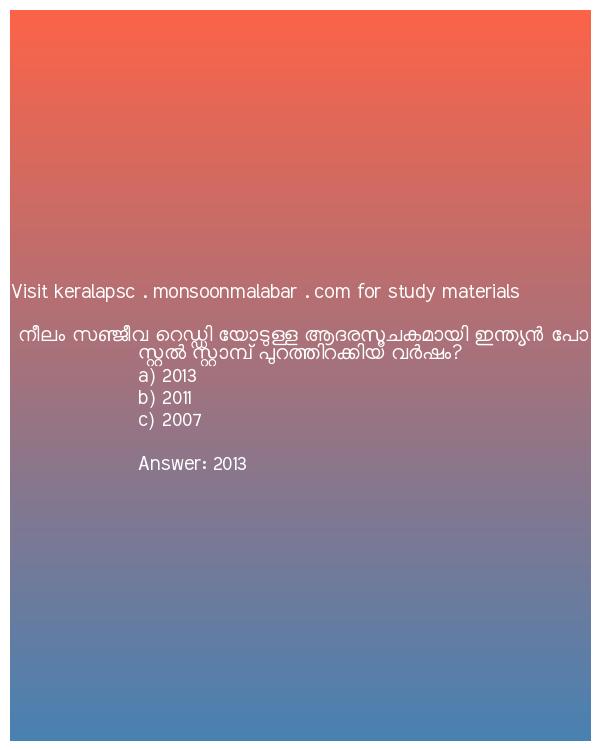 Visit keralapsc . monsoonmalabar . com for study materials
നീലം സഞ്ജീവ റെഡ്ഡി യോടുള്ള ആദരസൂചകമായി ഇന്ത്യൻ പോ
സ്റ്റൽ സ്റ്റാമ്പ് പുറത്തിറക്കിയ വർഷം?
a) 2013
b) 2011
c) 2007
Answer: 2013